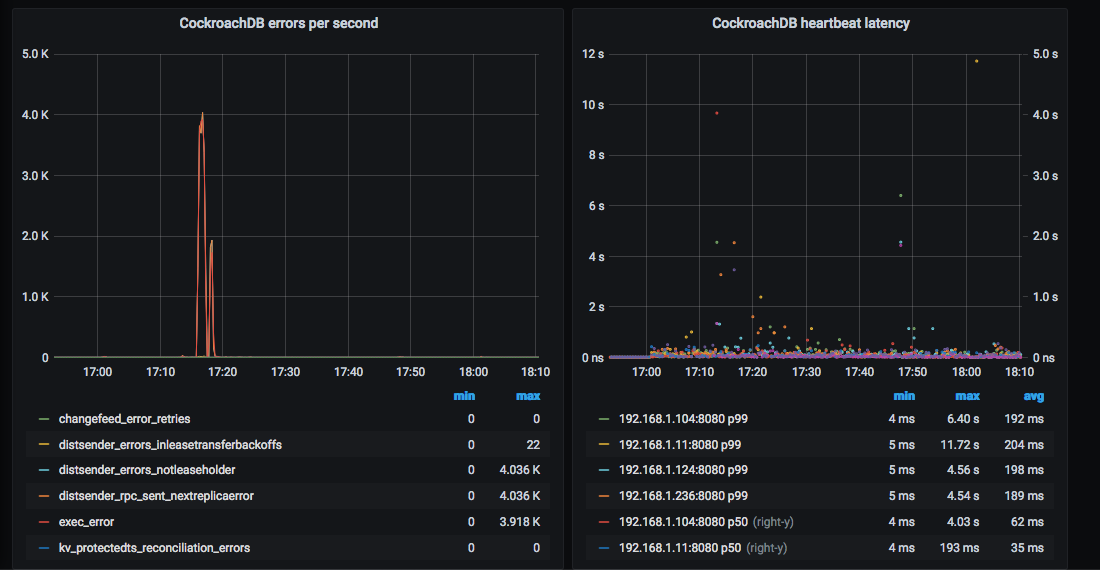 CockroachDB errors per second
5.0 K
4.0 K
3.0 K
2.0 K
1.0 K
0
17:00 17:10 17:20 17:30 17:40 17:50 18:00 18:10
min max
changefeed_error_retries 0 0
distsender_errors_inleasetransferbackoffs 0 22
distsender_errors_notleaseholder 0 4.036 K
distsender_rpc_sent_nextreplicaerror 0 4.036 K
exec_error 0 3.918 K
kv_protectedts_reconciliation_errors 0 0
CockroachDB heartbeat latency
12 s 5.0 s
10 s 4.0 s
8 s 3.0 s
6 s 2.0 s
4 s 1.0 s
2 s
0 ns 0 ns
17:00 17:10 17:20 17:30 17:40 17:50 18:00 18:10
min max avg
192.168.1.104:8080 p99 4 ms 6.40 s 192 ms
192.168.1.11:8080 p99 5 ms 11.72 s 204 ms
192.168.1.124:8080 p99 5 ms 4.56 s 198 ms
192.168.1.236:8080 p99 5 ms 4.54 s 189 ms
192.168.1.104:8080 p50 (right-y) 4 ms 4.03 s 62 ms
192.168.1.11:8080 p50 (right-y) 4 ms 193 ms 35 ms